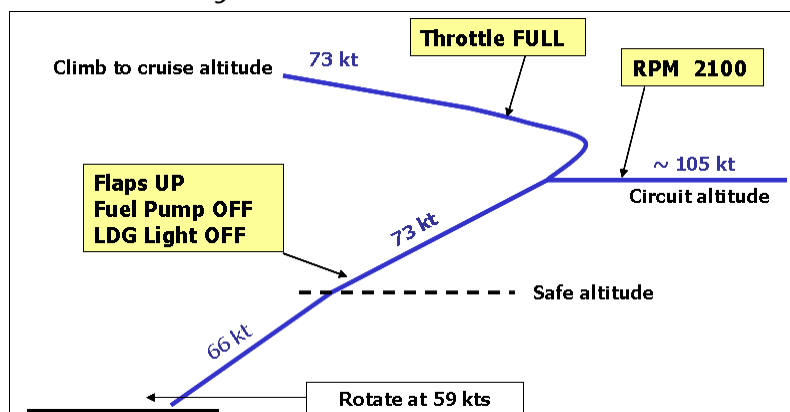 Throttle FULL
73 kt
Climb to cruise altitude
RPM 2100
~ 105 kt
Circuit altitude
Flaps UP
Fuel Pump OFF
LDG Light OFF
73 kt
Safe altitude
66 kt
Rotate at 59 kts